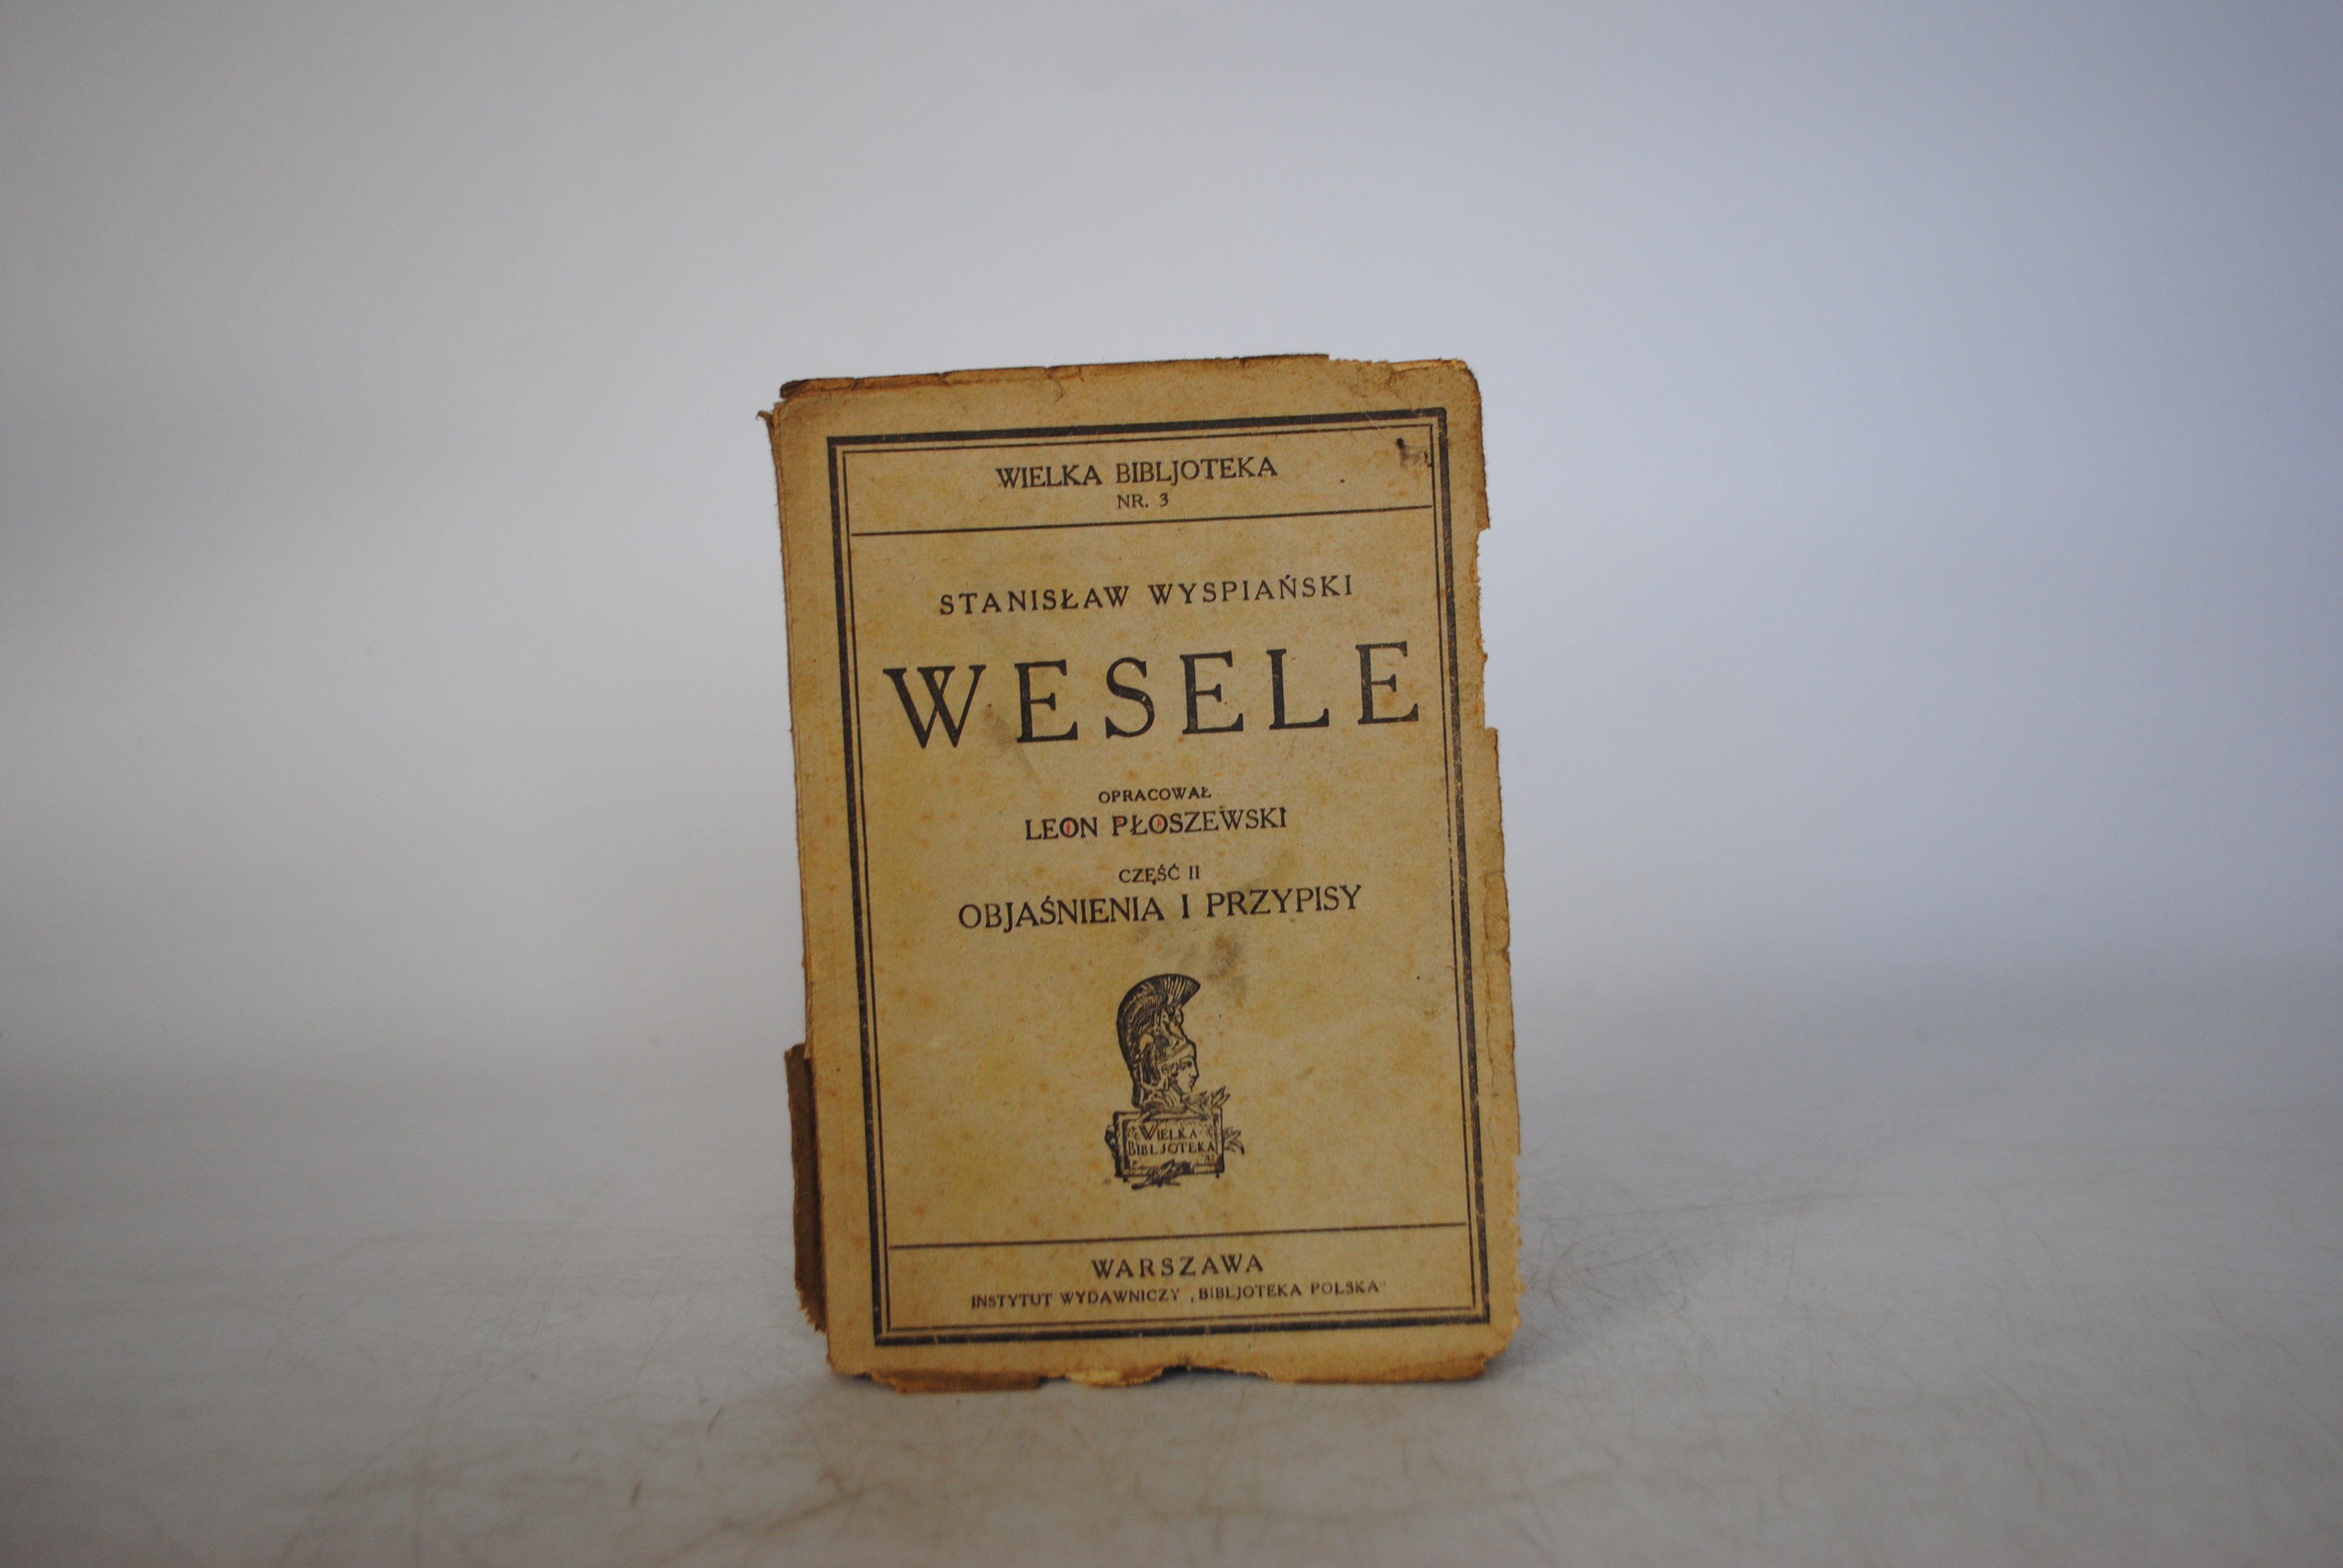 WIELKA BIBLJOTEKA
NR. 3
STANISŁAW WYSPIAŃSKI
WESELE
OPRACOWAŁ
LEON PŁOSZEWSKI
CZĘŚĆ II
OBJAŚNIENIA I PRZYPISY
WIELKA
BIBLJOTEKA
WARSZAWA
INSTYTUT WYDAWNICZY „BIBLJOTEKA POLSKA"